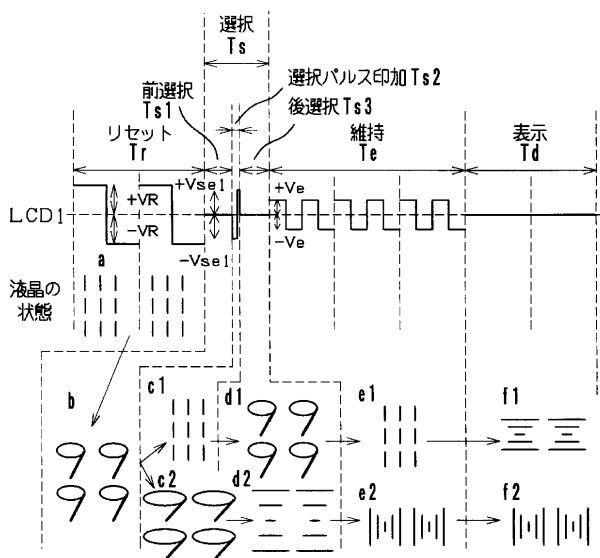 選択
Ts
選択パルス印加Ts2
前選択
Ts1
後選択Ts3
リセット
Tr
維持
Te
表示
Td
+Vse1
+Ve
+VR
LCD1
-VR
-Vse1
-Ve
a
液晶の
状態
b
c1
d1
e1
f1
c2
d2
e2
f2